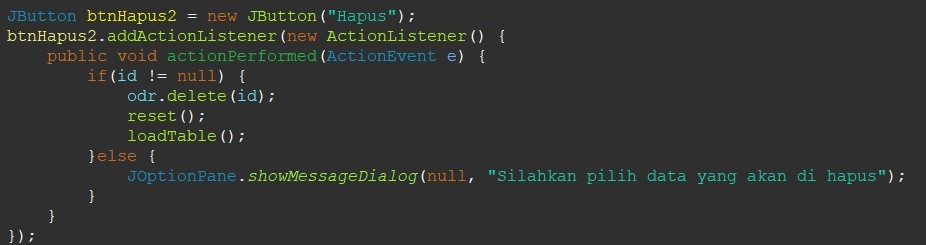 JButton btnHapus2 = new JButton("Hapus");
btnHapus2.addActionListener(new ActionListener() {
    public void actionPerformed(ActionEvent e) {
        if(id != null) {
            odr.delete(id);
            reset();
            loadTable();
        }else {
            JOptionPane.showMessageDialog(null, "Silahkan pilih data yang akan di hapus");
        }
    }
});